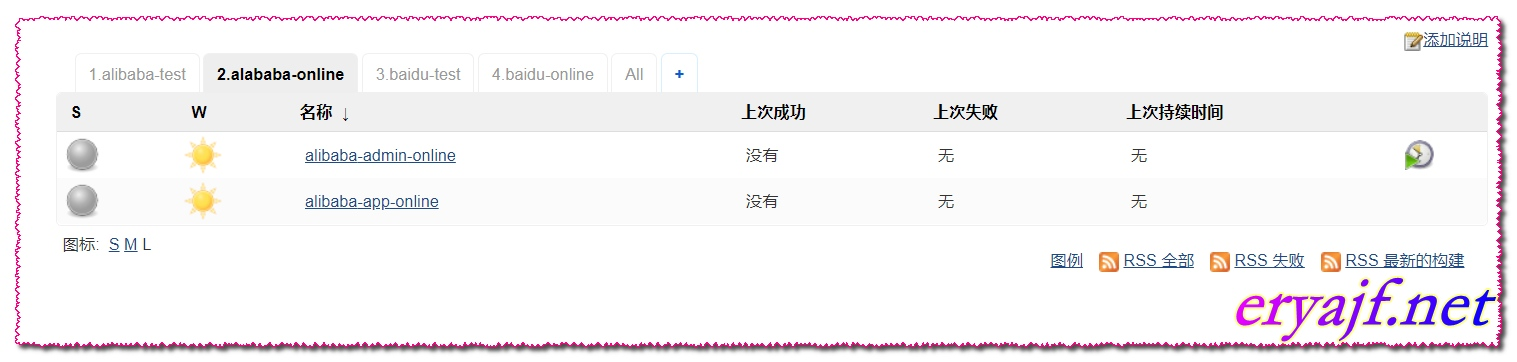 添加说明
1.alibaba-test 2.alababa-online 3.baidu-test 4.baidu-online All +
S W 名称 ↓ 上次成功 上次失败 上次持续时间
alibaba-admin-online 没有 无 无
alibaba-app-online 没有 无 无
图标: S M L
图例 RSS 全部 RSS 失败 RSS 最新的构建
eryajf.net